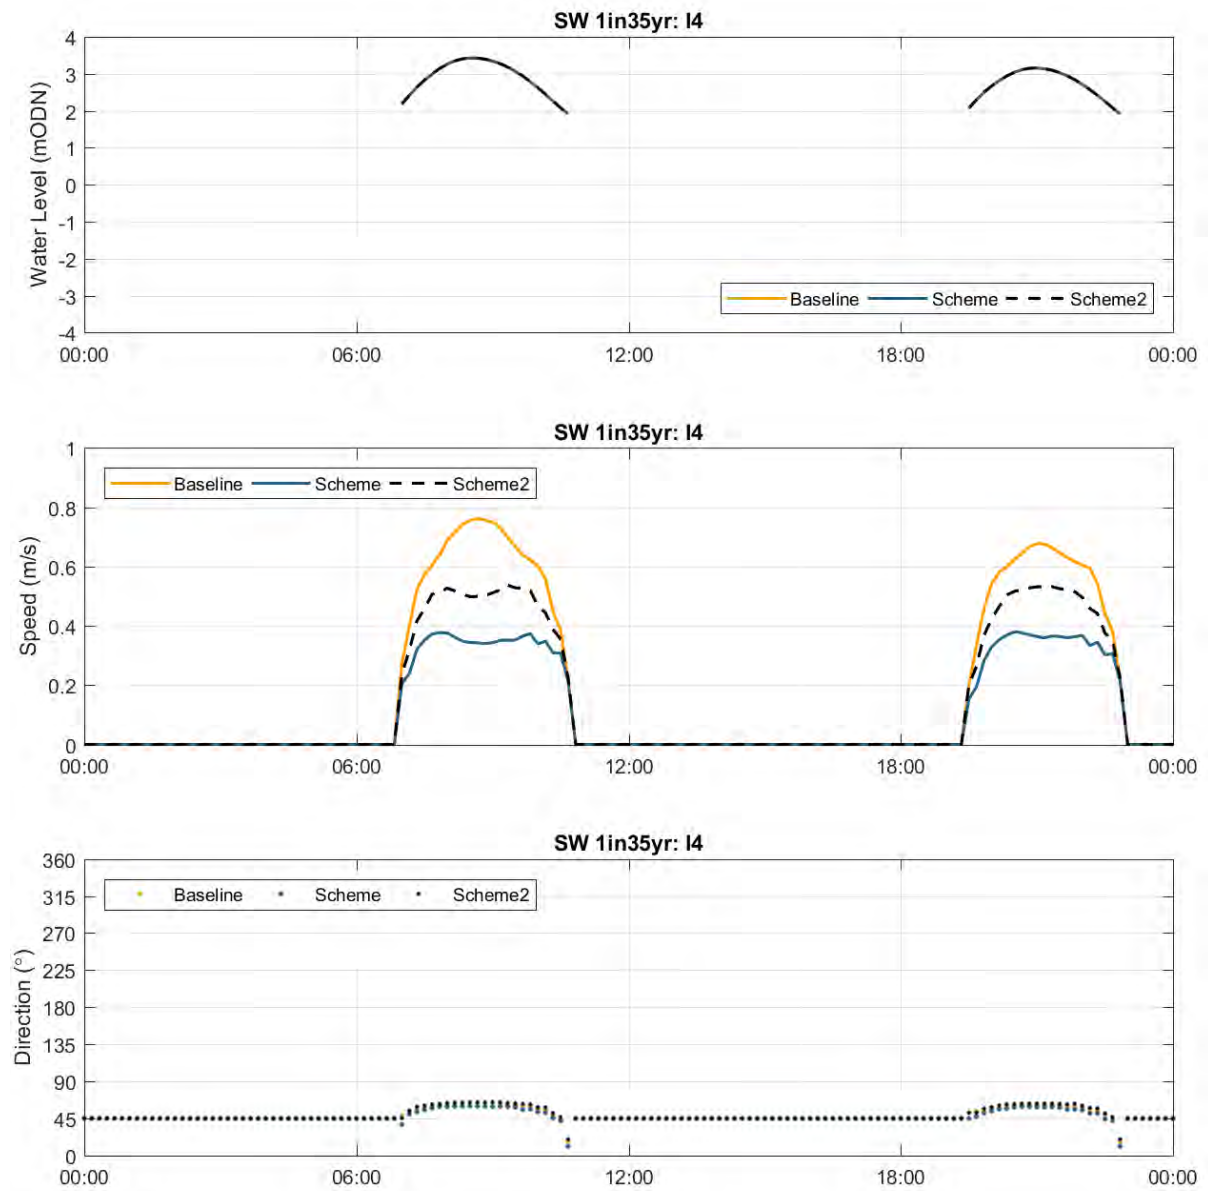 SW 1in35yr: I4
4
3
2
1
0
-1
-2
-3
-4
Water Level (mODN)
Baseline Scheme Scheme2
00:00 06:00 12:00 18:00 00:00
SW 1in35yr: I4
1
0.8
0.6
0.4
0.2
0
Speed (m/s)
Baseline Scheme Scheme2
00:00 06:00 12:00 18:00 00:00
SW 1in35yr: I4
360
315
270
225
180
135
90
45
0
Direction (°)
Baseline Scheme Scheme2
00:00 06:00 12:00 18:00 00:00